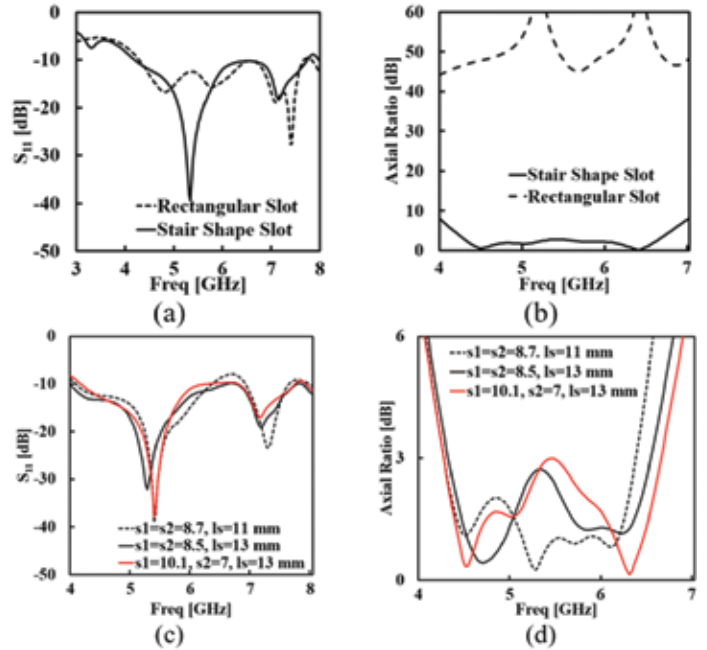 0
-10
-20
-30
-40
-50
S11 [dB]
Rectangular Slot
Stair Shape Slot
3 4 5 6 7 8
Freq [GHz]
(a)
60
50
40
30
20
10
0
Axial Ratio [dB]
Stair Shape Slot
Rectangular Slot
4 5 6 7
Freq [GHz]
(b)
0
-10
-20
-30
-40
-50
S11 [dB]
s1=s2=8.7, ls=11 mm
s1=s2=8.5, ls=13 mm
s1=10.1, s2=7, ls=13 mm
4 5 6 7 8
Freq [GHz]
(c)
6
3
0
Axial Ratio [dB]
s1=s2=8.7. ls=11 mm
s1=s2=8.5, ls=13 mm
s1=10.1, s2=7, ls=13 mm
4 5 6 7
Freq [GHz]
(d)